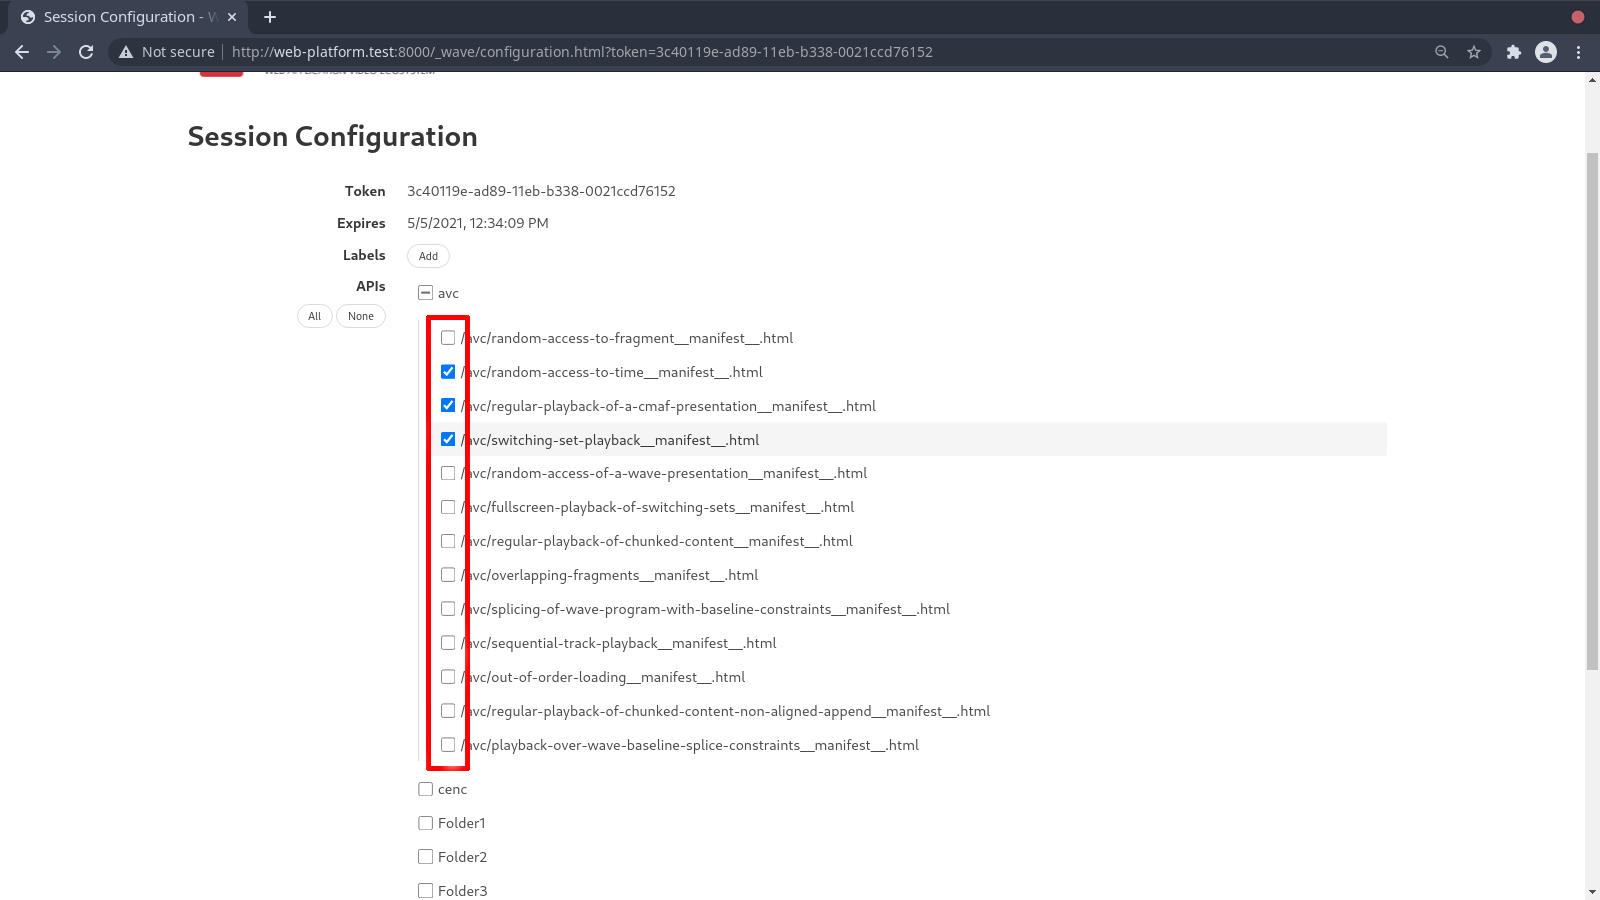 Session Configuration - W
Not secure
http://web-platform.test:8000/_wave/configuration.html?token=3c40119e-ad89-11eb-b338-0021ccd76152
WEB APPLICATION VIDEO ECOSYSTEM
Session Configuration
Token 3c40119e-ad89-11eb-b338-0021ccd76152
Expires 5/5/2021, 12:34:09 PM
Labels Add
APIs
All None
avc
/avc/random-access-to-fragment__manifest__.html
/avc/random-access-to-time__manifest__.html
/avc/regular-playback-of-a-cmaf-presentation__manifest__.html
/avc/switching-set-playback__manifest__.html
/avc/random-access-of-a-wave-presentation__manifest__.html
/avc/fullscreen-playback-of-switching-sets__manifest__.html
/avc/regular-playback-of-chunked-content__manifest__.html
/avc/overlapping-fragments__manifest__.html
/avc/splicing-of-wave-program-with-baseline-constraints__manifest__.html
/avc/sequential-track-playback__manifest__.html
/avc/out-of-order-loading__manifest__.html
/avc/regular-playback-of-chunked-content-non-aligned-append__manifest__.html
/avc/playback-over-wave-baseline-splice-constraints__manifest__.html
cenc
Folder1
Folder2
Folder3